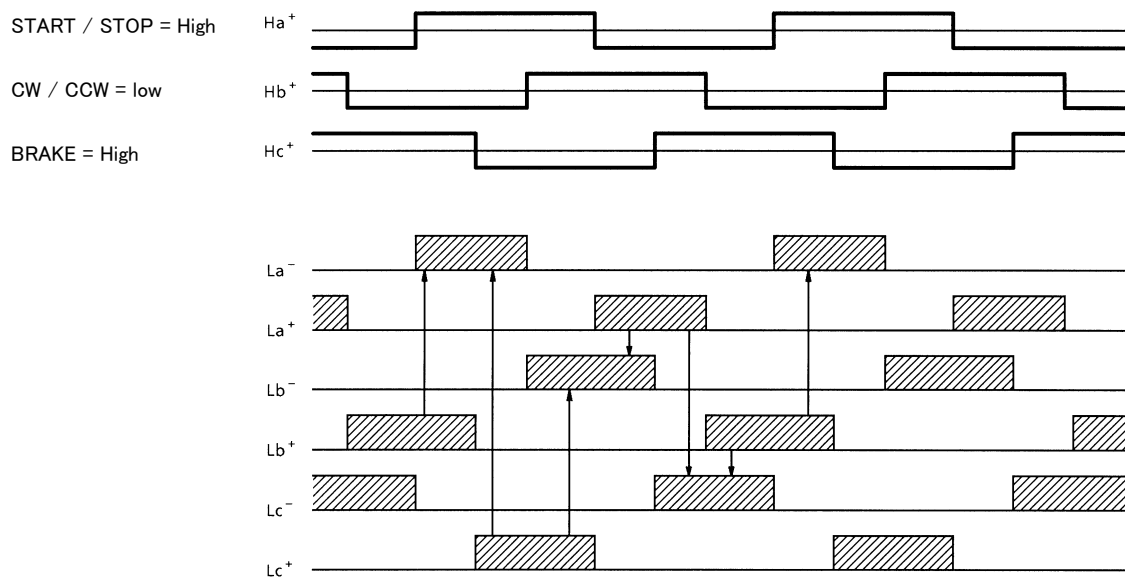 START / STOP = High
Ha+
CW / CCW = low
Hb+
BRAKE = High
Hc+
La−
La+
Lb−
Lb+
Lc−
Lc+